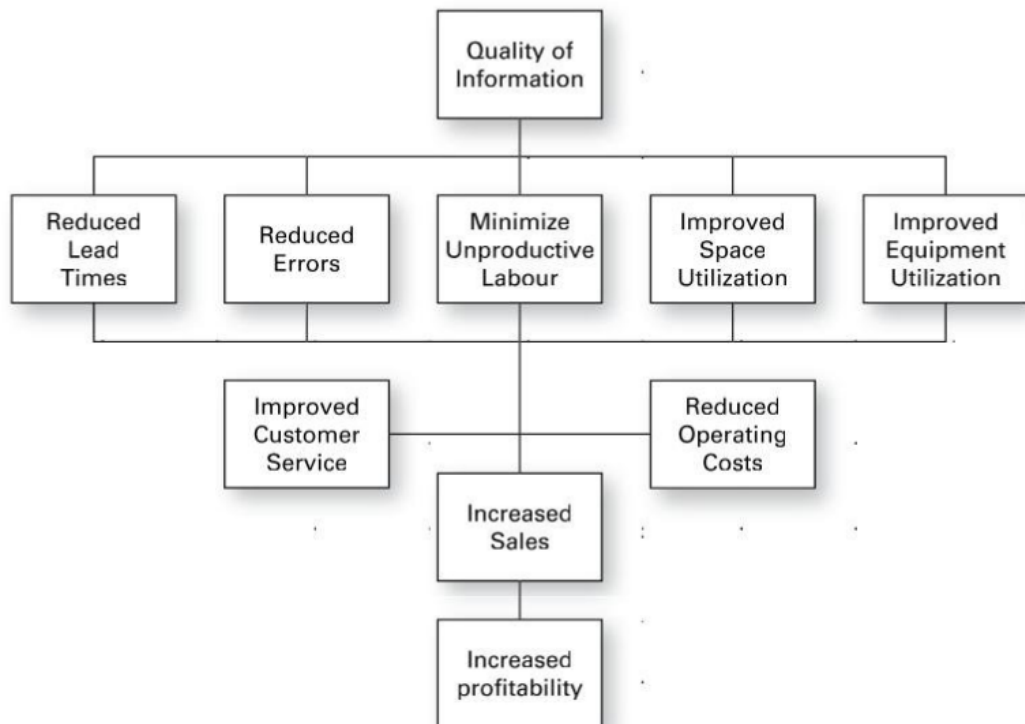 Quality of
Information
Reduced
Lead
Times
Reduced
Errors
Minimize
Unproductive
Labour
Improved
Space
Utilization
Improved
Equipment
Utilization
Improved
Customer
Service
Reduced
Operating
Costs
Increased
Sales
Increased
profitability